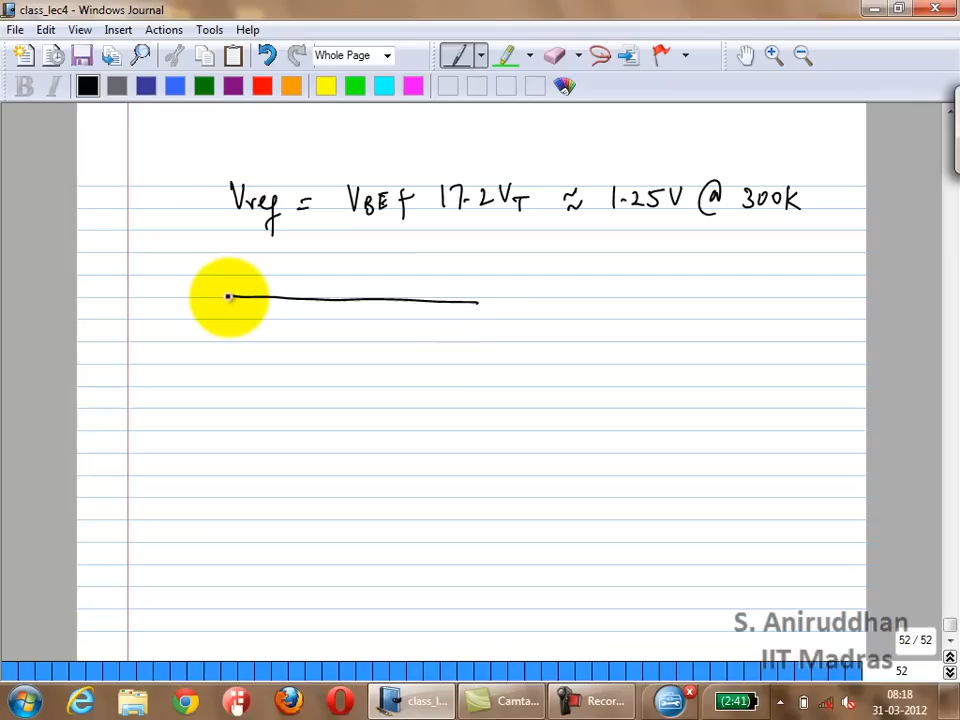 class_lec4 - Windows Journal
File Edit View Insert Actions Tools Help
Whole Page
B I
Vref = VBE + 17.2VT ≈ 1.25V @ 300K
S. Aniruddhan
IIT Madras
52 / 52
52
class_l...
Camta...
Recor...
(2:41)
08:18
31-03-2012